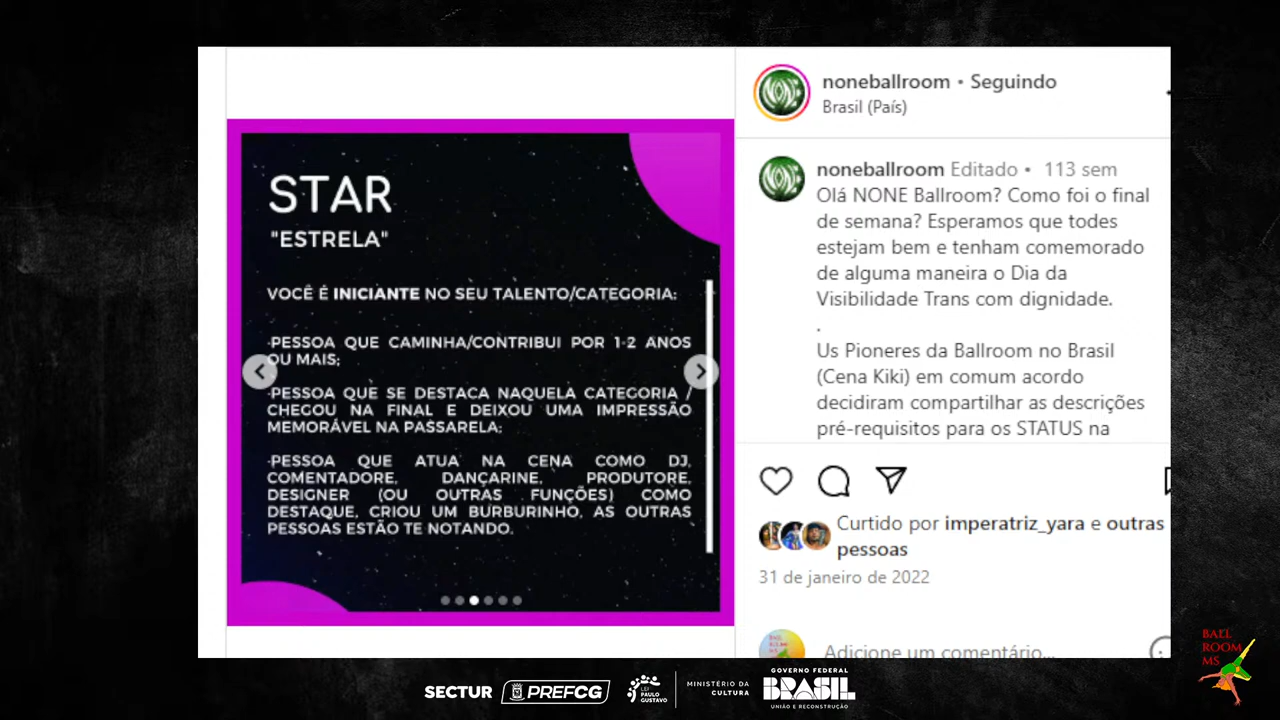 STAR
"ESTRELA"
VOCÊ É INICIANTE NO SEU TALENTO/CATEGORIA:
·PESSOA QUE CAMINHA/CONTRIBUI POR 1-2 ANOS
OU MAIS;
·PESSOA QUE SE DESTACA NAQUELA CATEGORIA /
CHEGOU NA FINAL E DEIXOU UMA IMPRESSÃO
MEMORÁVEL NA PASSARELA;
·PESSOA QUE ATUA NA CENA COMO DJ,
COMENTADORE, DANÇARINE, PRODUTORE,
DESIGNER (OU OUTRAS FUNÇÕES) COMO
DESTAQUE, CRIOU UM BURBURINHO, AS OUTRAS
PESSOAS ESTÃO TE NOTANDO.
noneballroom • Seguindo
Brasil (País)
noneballroom Editado • 113 sem
Olá NONE Ballroom? Como foi o final
de semana? Esperamos que todes
estejam bem e tenham comemorado
de alguma maneira o Dia da
Visibilidade Trans com dignidade.
.
Us Pioneres da Ballroom no Brasil
(Cena Kiki) em comum acordo
decidiram compartilhar as descrições
pré-requisitos para os STATUS na
Curtido por imperatriz_yara e outras
pessoas
31 de janeiro de 2022
Adicione um comentário...
BALL
ROOM
MS
SECTUR
PREFCG
LEI
PAULO
GUSTAVO
MINISTÉRIO DA
CULTURA
GOVERNO FEDERAL
BRASIL
UNIÃO E RECONSTRUÇÃO